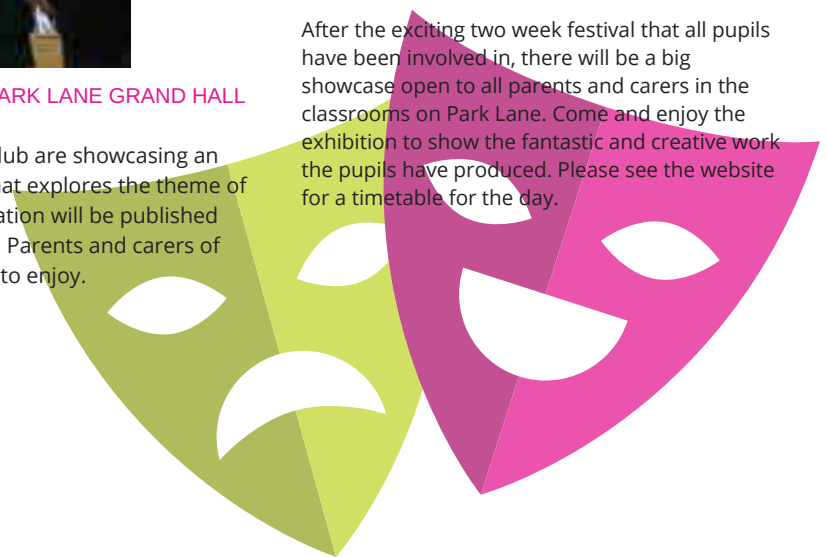 ARK LANE GRAND HALL
lub are showcasing an
hat explores the theme of
ation will be published
. Parents and carers of
to enjoy.
After the exciting two week festival that all pupils
have been involved in, there will be a big
showcase open to all parents and carers in the
classrooms on Park Lane. Come and enjoy the
exhibition to show the fantastic and creative work
the pupils have produced. Please see the website
for a timetable for the day.